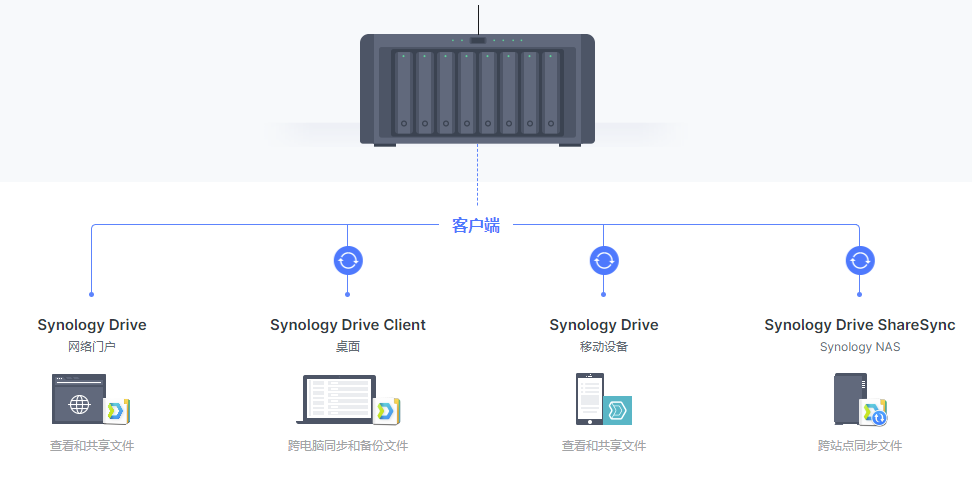 客户端
Synology Drive
网络门户
查看和共享文件
Synology Drive Client
桌面
跨电脑同步和备份文件
Synology Drive
移动设备
查看和共享文件
Synology Drive ShareSync
Synology NAS
跨站点同步文件